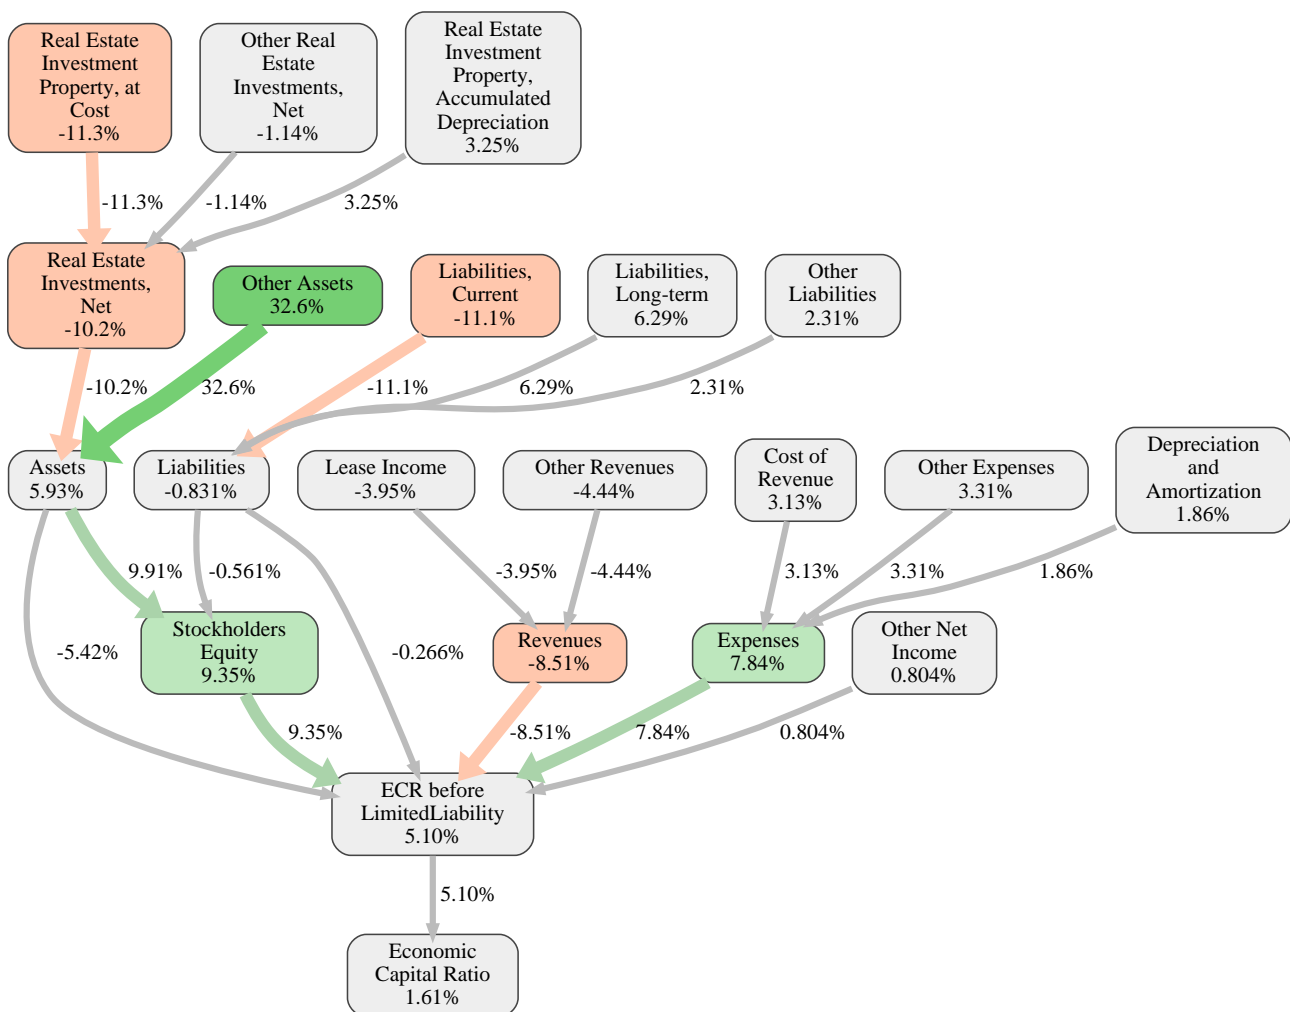 Real Estate
Investment
Property, at
Cost
-11.3%
Other Real
Estate
Investments,
Net
-1.14%
Real Estate
Investment
Property,
Accumulated
Depreciation
3.25%
-11.3%
-1.14%
3.25%
Real Estate
Investments,
Net
-10.2%
Other Assets
32.6%
Liabilities,
Current
-11.1%
Liabilities,
Long-term
6.29%
Other
Liabilities
2.31%
-10.2%
32.6%
-11.1%
6.29%
2.31%
Assets
5.93%
Liabilities
-0.831%
Lease Income
-3.95%
Other Revenues
-4.44%
Cost of
Revenue
3.13%
Other Expenses
3.31%
Depreciation
and
Amortization
1.86%
9.91%
-0.561%
-3.95%
-4.44%
3.13%
3.31%
1.86%
-5.42%
Stockholders
Equity
9.35%
-0.266%
Revenues
-8.51%
Expenses
7.84%
Other Net
Income
0.804%
9.35%
-8.51%
7.84%
0.804%
ECR before
LimitedLiability
5.10%
5.10%
Economic
Capital Ratio
1.61%